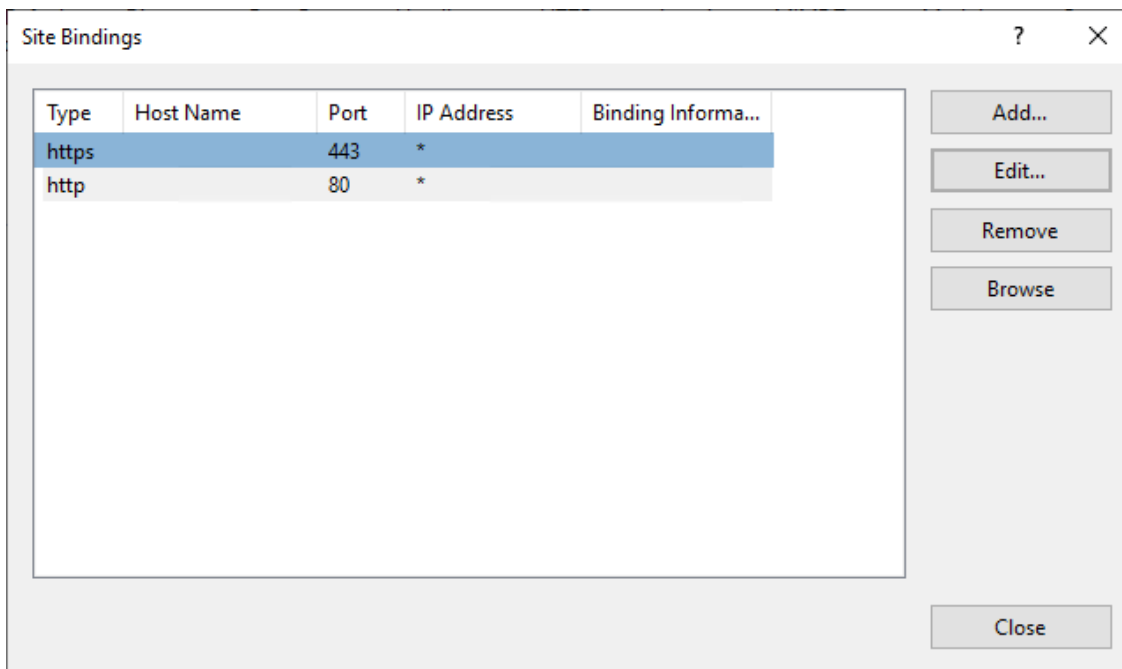 Site Bindings ?
Type Host Name Port IP Address Binding Informa...
https 443 *
http 80 *
Add...
Edit...
Remove
Browse
Close